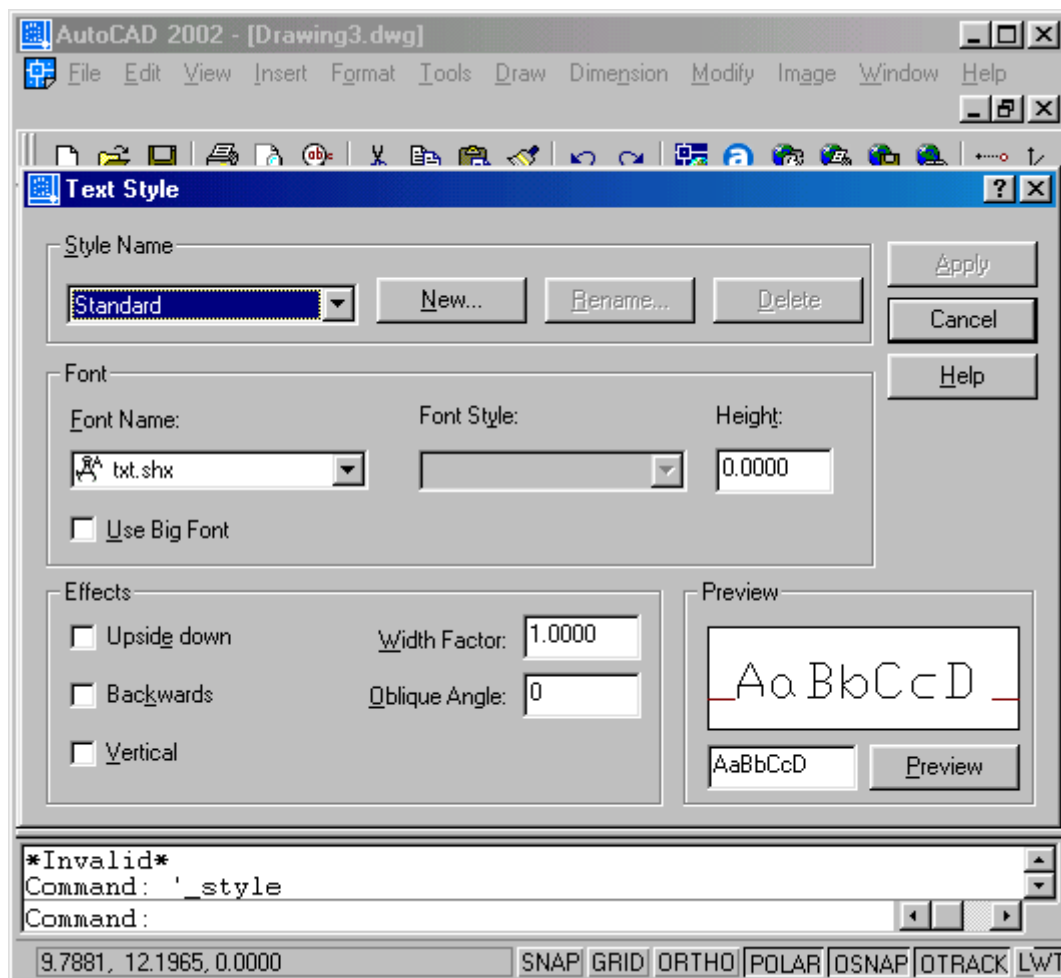 AutoCAD 2002 - [Drawing3.dwg]
File Edit View Insert Format Tools Draw Dimension Modify Image Window Help
Text Style
Style Name
Standard
New...
Rename...
Delete
Apply
Cancel
Help
Font
Font Name:
Font Style:
Height:
txt.shx
0.0000
Use Big Font
Effects
Upside down
Width Factor:
1.0000
Backwards
Oblique Angle:
0
Vertical
Preview
AaBbCcD
AaBbCcD
Preview
*Invalid*
Command: '_style
Command:
9.7881, 12.1965, 0.0000
SNAP GRID ORTHO POLAR OSNAP OTRACK LWT